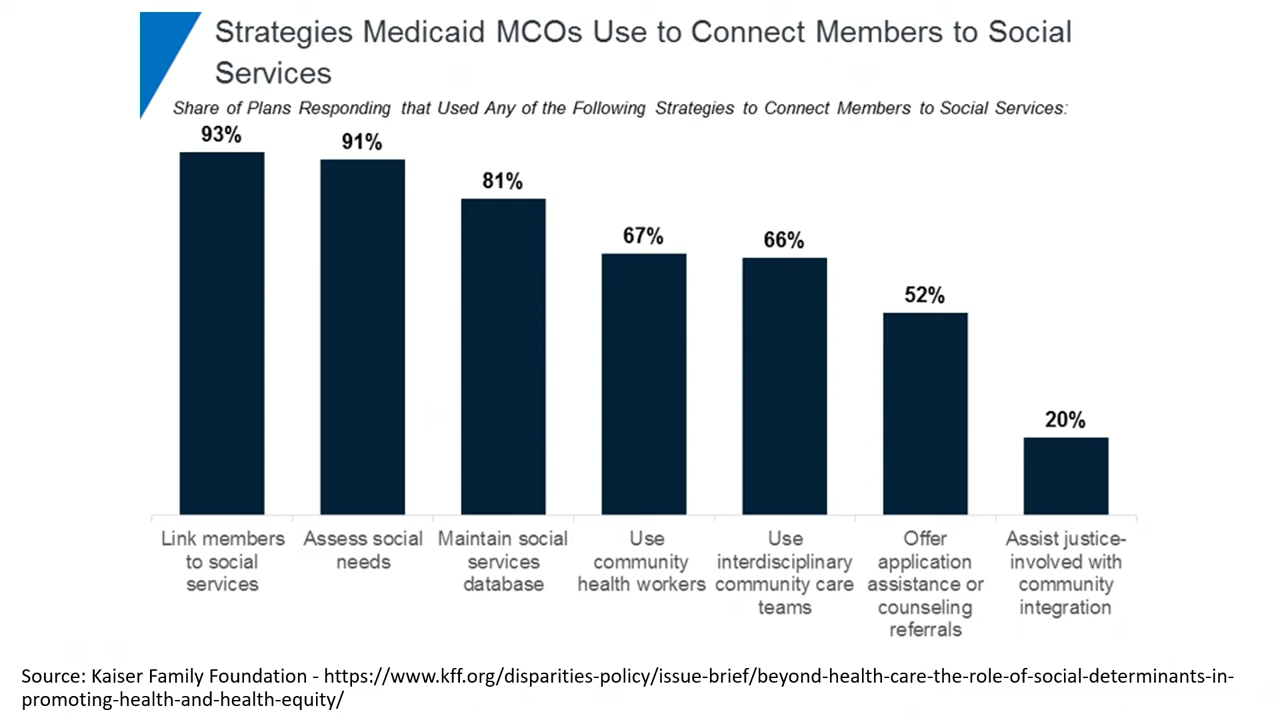 Strategies Medicaid MCOs Use to Connect Members to Social
Services
Share of Plans Responding that Used Any of the Following Strategies to Connect Members to Social Services:
93%
91%
81%
67%
66%
52%
20%
Link members
to social
services
Assess social
needs
Maintain social
services
database
Use
community
health workers
Use
interdisciplinary
community care
teams
Offer
application
assistance or
counseling
referrals
Assist justice-
involved with
community
integration
Source: Kaiser Family Foundation - https://www.kff.org/disparities-policy/issue-brief/beyond-health-care-the-role-of-social-determinants-in-
promoting-health-and-health-equity/